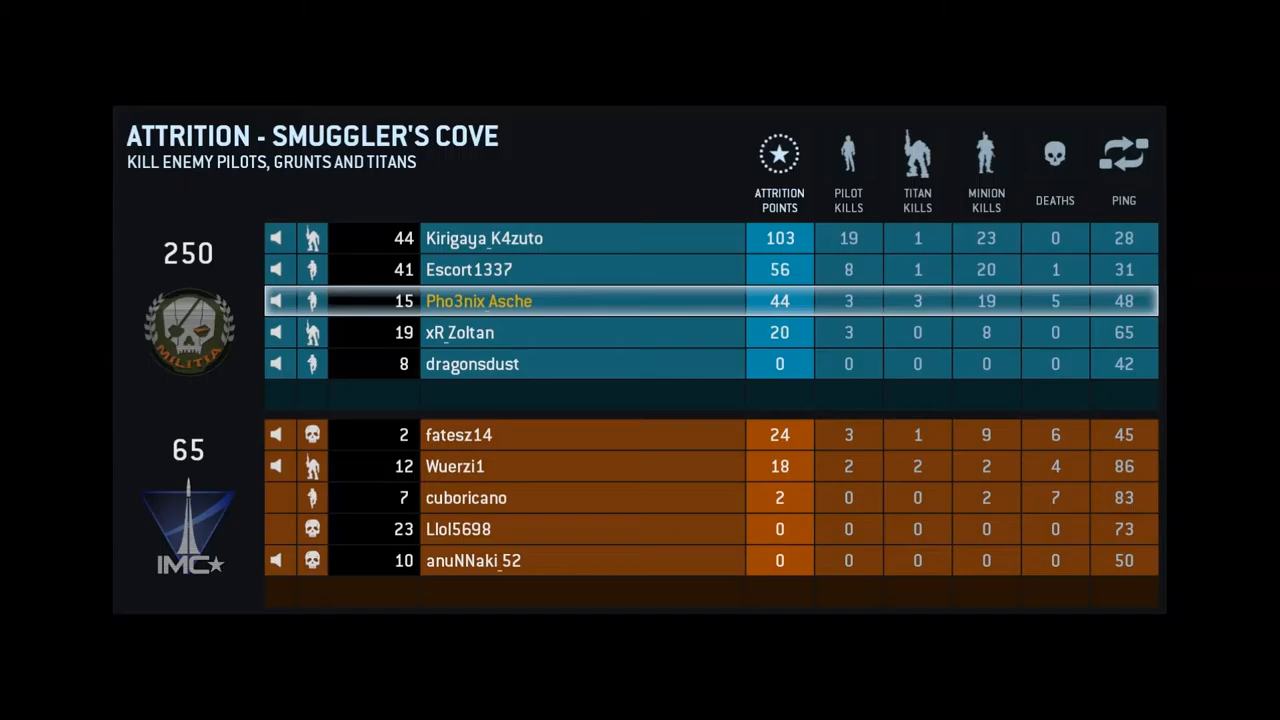 ATTRITION - SMUGGLER'S COVE
KILL ENEMY PILOTS, GRUNTS AND TITANS
ATTRITION POINTS PILOT KILLS TITAN KILLS MINION KILLS DEATHS PING
250
MILITIA
44 Kirigaya_K4zuto 103 19 1 23 0 28
41 Escort1337 56 8 1 20 1 31
15 Pho3nix_Asche 44 3 3 19 5 48
19 xR_Zoltan 20 3 0 8 0 65
8 dragonsdust 0 0 0 0 0 42
65
IMC
2 fatesz14 24 3 1 9 6 45
12 Wuerzi1 18 2 2 2 4 86
7 cuboricano 2 0 0 2 7 83
23 Llol5698 0 0 0 0 0 73
10 anuNNaki_52 0 0 0 0 0 50